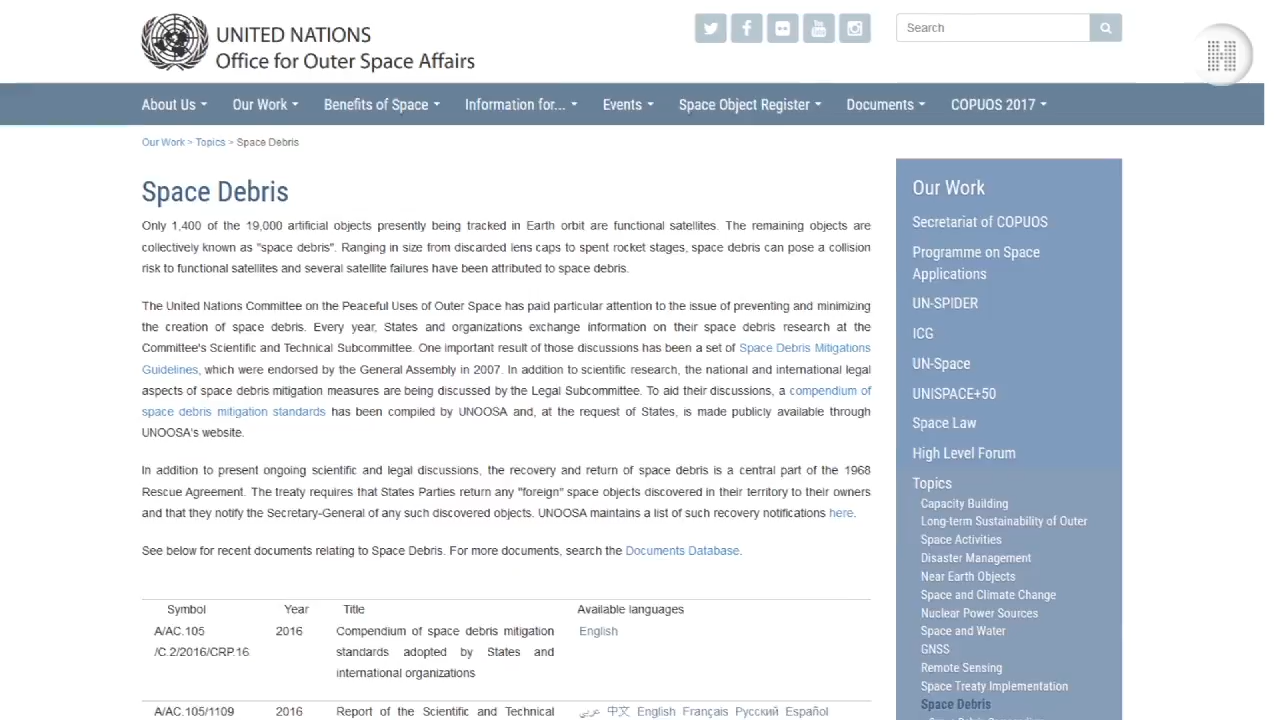 UNITED NATIONS
Office for Outer Space Affairs
Search
About Us
Our Work
Benefits of Space
Information for...
Events
Space Object Register
Documents
COPUOS 2017
Our Work > Topics > Space Debris
Space Debris
Only 1,400 of the 19,000 artificial objects presently being tracked in Earth orbit are functional satellites. The remaining objects are
collectively known as "space debris". Ranging in size from discarded lens caps to spent rocket stages, space debris can pose a collision
risk to functional satellites and several satellite failures have been attributed to space debris.
The United Nations Committee on the Peaceful Uses of Outer Space has paid particular attention to the issue of preventing and minimizing
the creation of space debris. Every year, States and organizations exchange information on their space debris research at the
Committee's Scientific and Technical Subcommittee. One important result of those discussions has been a set of Space Debris Mitigations
Guidelines, which were endorsed by the General Assembly in 2007. In addition to scientific research, the national and international legal
aspects of space debris mitigation measures are being discussed by the Legal Subcommittee. To aid their discussions, a compendium of
space debris mitigation standards has been compiled by UNOOSA and, at the request of States, is made publicly available through
UNOOSA's website.
In addition to present ongoing scientific and legal discussions, the recovery and return of space debris is a central part of the 1968
Rescue Agreement. The treaty requires that States Parties return any "foreign" space objects discovered in their territory to their owners
and that they notify the Secretary-General of any such discovered objects. UNOOSA maintains a list of such recovery notifications here.
See below for recent documents relating to Space Debris. For more documents, search the Documents Database.
Symbol Year Title Available languages
A/AC.105 2016 Compendium of space debris mitigation English
/C.2/2016/CRP.16 standards adopted by States and
international organizations
A/AC.105/1109 2016 Report of the Scientific and Technical عربي 中文 English Français Русский Español
Our Work
Secretariat of COPUOS
Programme on Space
Applications
UN-SPIDER
ICG
UN-Space
UNISPACE+50
Space Law
High Level Forum
Topics
Capacity Building
Long-term Sustainability of Outer
Space Activities
Disaster Management
Near Earth Objects
Space and Climate Change
Nuclear Power Sources
Space and Water
GNSS
Remote Sensing
Space Treaty Implementation
Space Debris